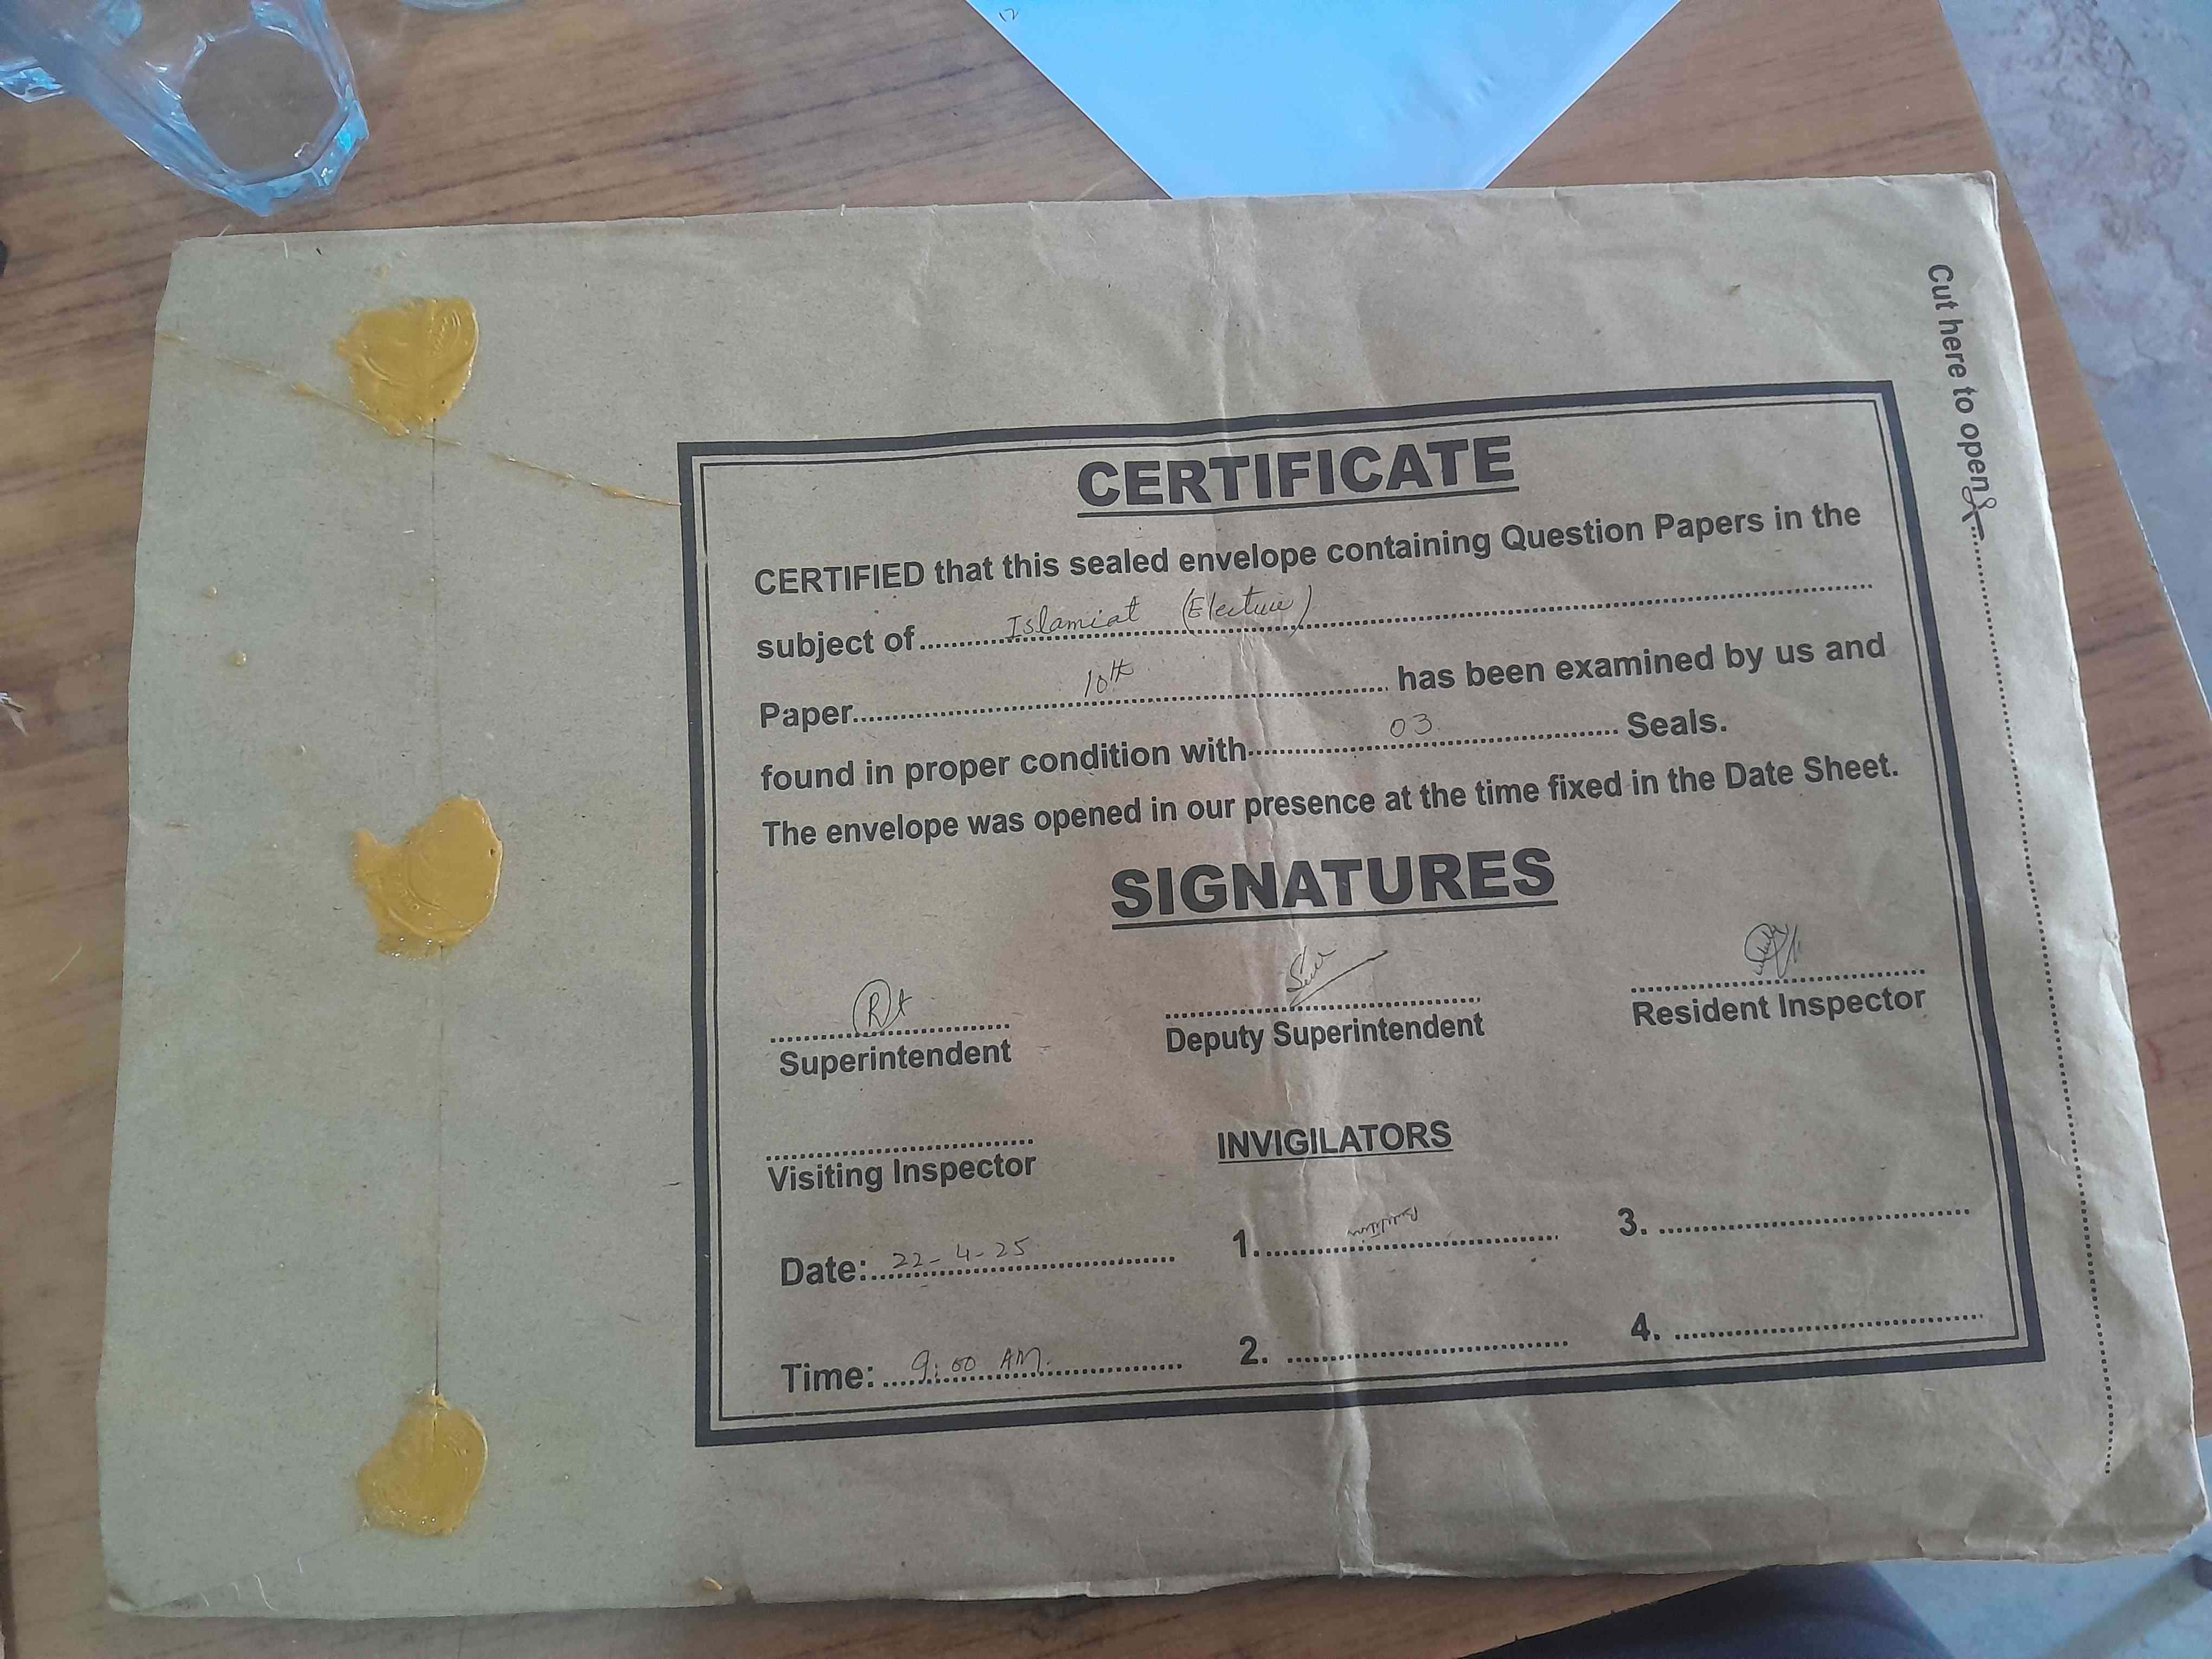 17
Cut here to open
CERTIFICATE
CERTIFIED that this sealed envelope containing Question Papers in the
subject of.......... Islamiat (Elective) ..........
Paper.......... 10th .......... has been examined by us and
found in proper condition with.......... 03 .......... Seals.
The envelope was opened in our presence at the time fixed in the Date Sheet.
SIGNATURES
Superintendent Deputy Superintendent Resident Inspector
Visiting Inspector INVIGILATORS
Date: 22-4-25 1. 3.
Time: 9:00 AM. 2. 4.